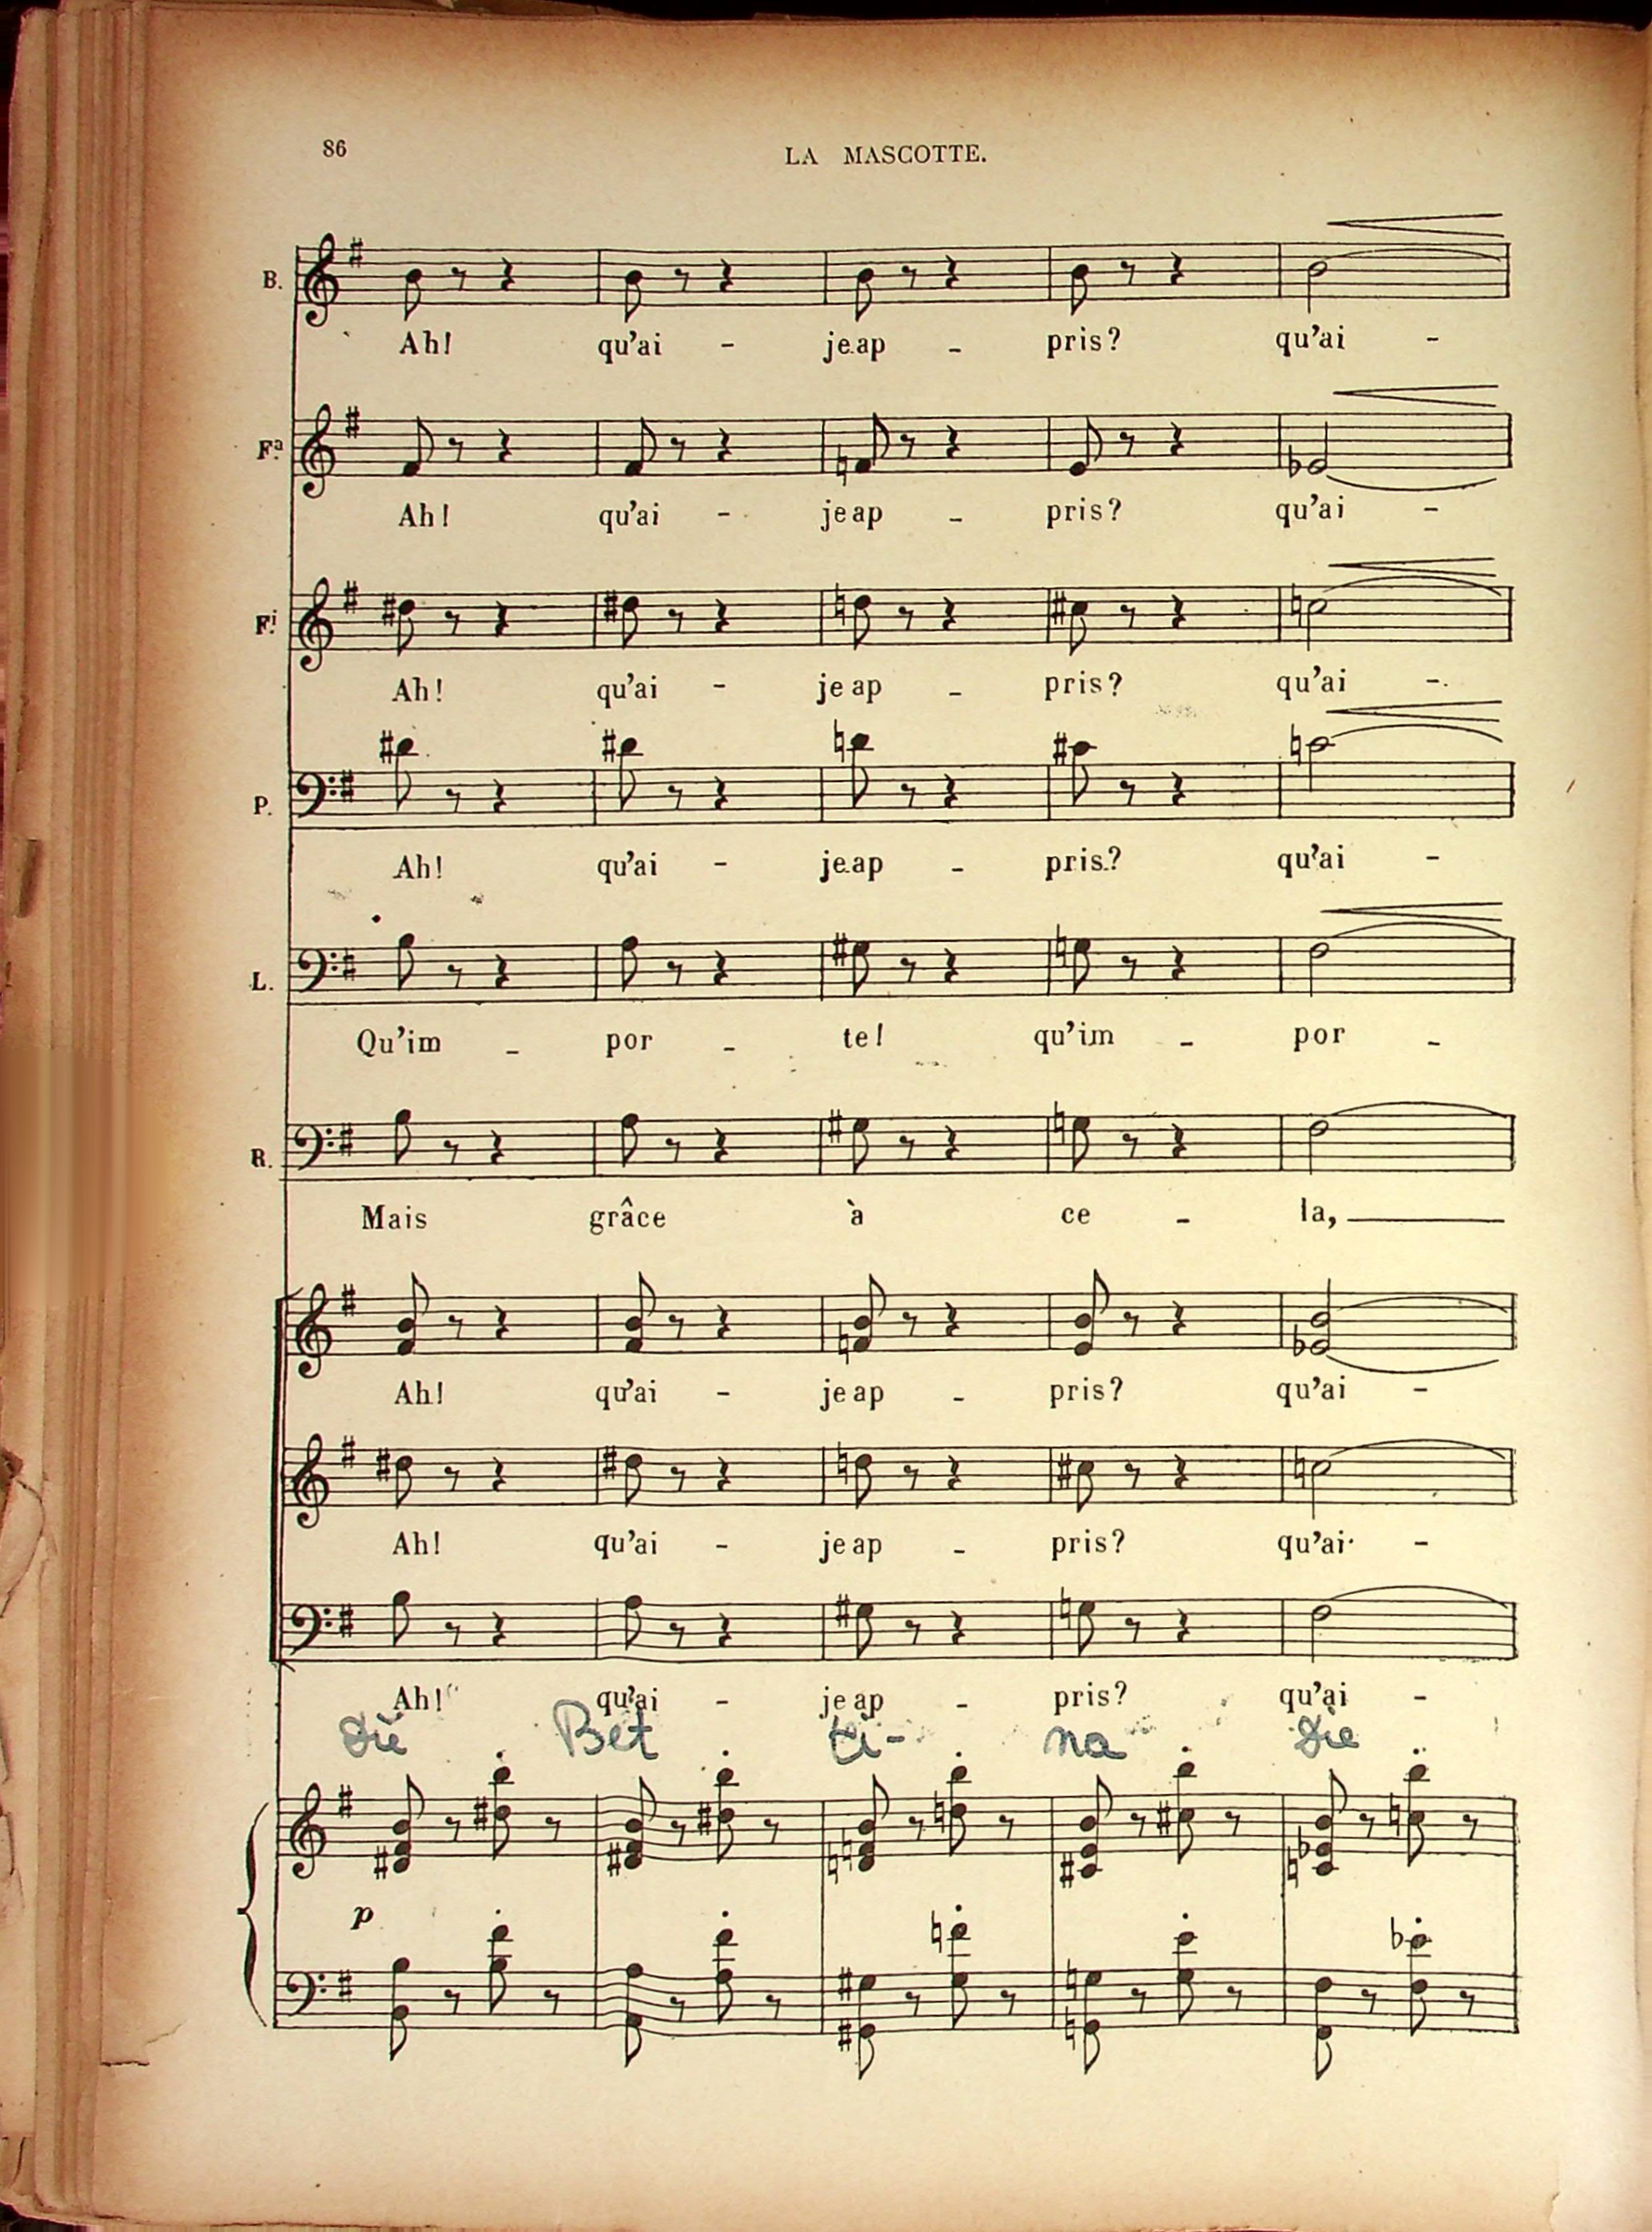 86
LA MASCOTTE.
B.
Ah! qu'ai - je ap - pris? qu'ai -
Fª
Ah! qu'ai - je ap - pris? qu'ai -
Fi
Ah! qu'ai - je ap - pris? qu'ai -
P.
Ah! qu'ai - je ap - pris? qu'ai -
L.
Qu'im - por - te! qu'im - por -
R.
Mais grâce à ce - la,
Ah! qu'ai - je ap - pris? qu'ai -
Ah! qu'ai - je ap - pris? qu'ai -
Ah! qu'ai - je ap - pris? qu'ai -
Die Bet ti- na Die
p